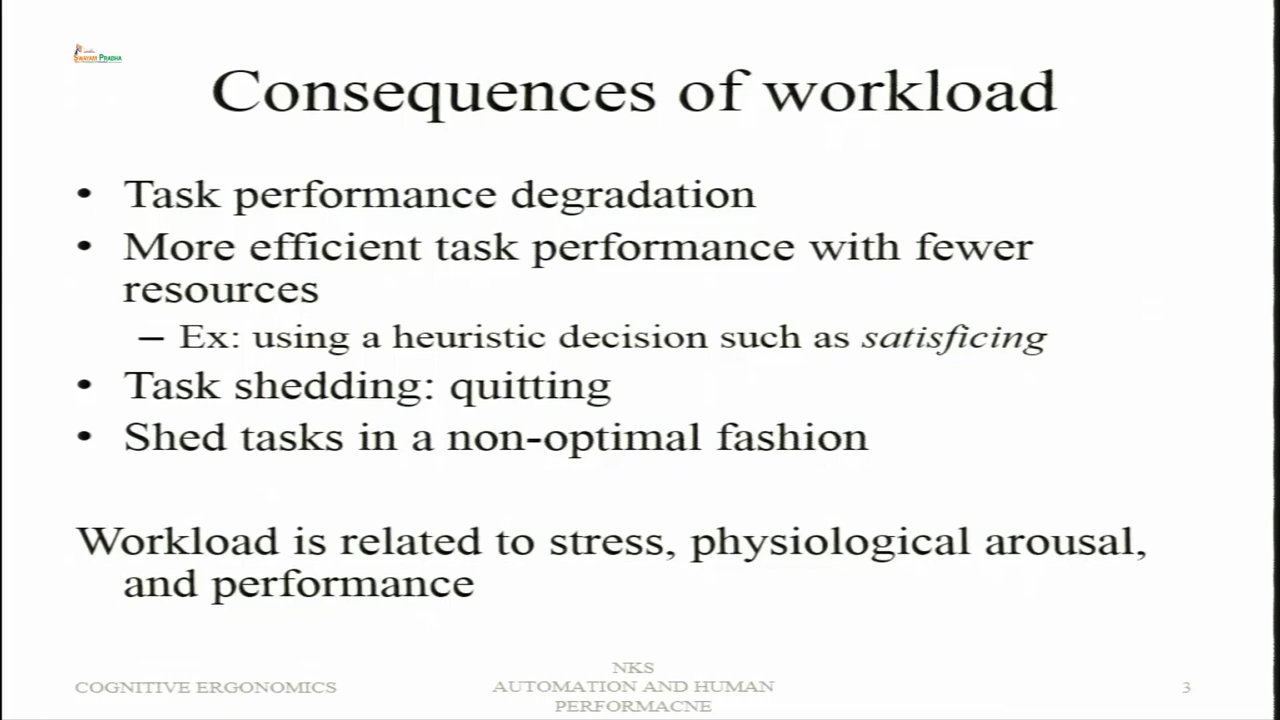 SWAYAM PRABHA
Consequences of workload
• Task performance degradation
• More efficient task performance with fewer
resources
– Ex: using a heuristic decision such as satisficing
• Task shedding: quitting
• Shed tasks in a non-optimal fashion
Workload is related to stress, physiological arousal,
and performance
COGNITIVE ERGONOMICS
NKS
AUTOMATION AND HUMAN
PERFORMACNE
3